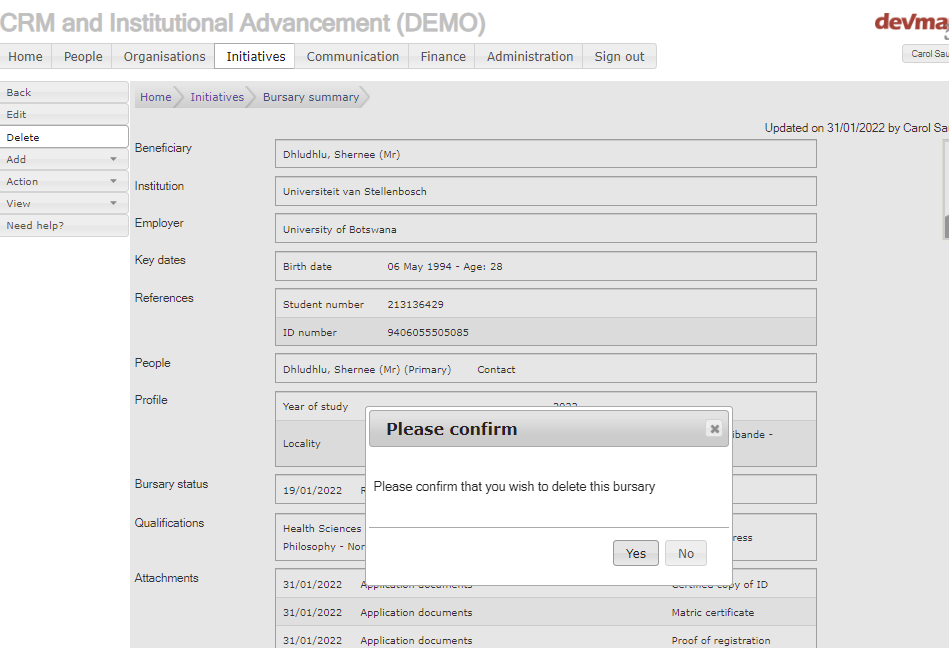 CRM and Institutional Advancement (DEMO)
Home People Organisations Initiatives Communication Finance Administration Sign out
Carol
Back
Edit
Delete
Add
Action
View
Need help?
Home Initiatives Bursary summary
Updated on 31/01/2022 by Carol
Beneficiary Dhludhlu, Shernee (Mr)
Institution Universiteit van Stellenbosch
Employer University of Botswana
Key dates Birth date 06 May 1994 - Age: 28
References Student number 213136429
ID number 9406055505085
People Dhludhlu, Shernee (Mr) (Primary) Contact
Profile Year of study 2022
Locality
Please confirm
Please confirm that you wish to delete this bursary
Yes No
Bursary status 19/01/2022
Qualifications Health Sciences
Philosophy -
Attachments 31/01/2022 Application documents Certified copy of ID
31/01/2022 Application documents Matric certificate
31/01/2022 Application documents Proof of registration